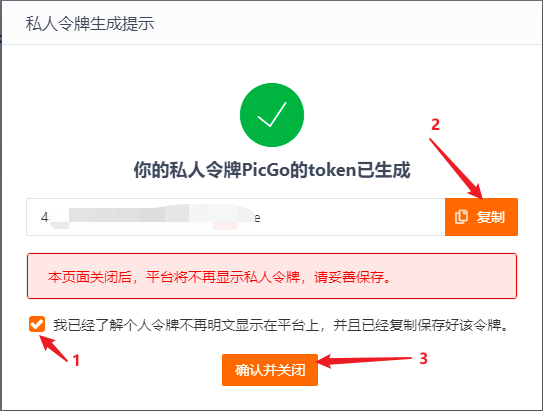 私人令牌生成提示
你的私人令牌PicGo的token已生成
2
4
e
复制
本页面关闭后，平台将不再显示私人令牌，请妥善保存。
我已经了解个人令牌不再明文显示在平台上，并且已经复制保存好该令牌。
1
确认并关闭
3